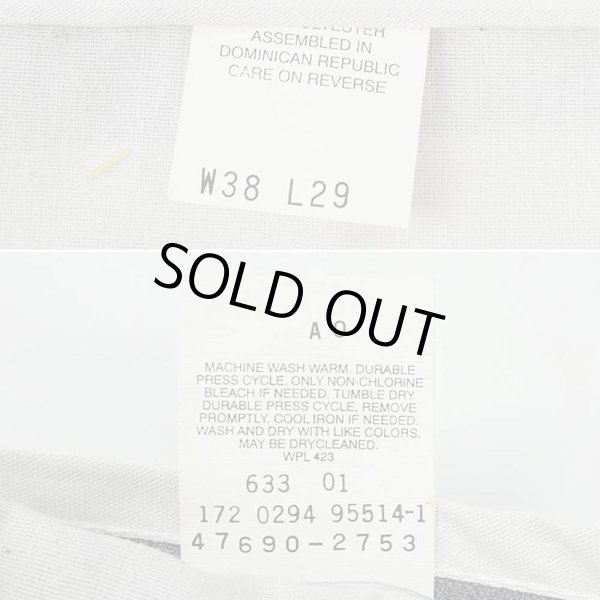 ASSEMBLED IN
DOMINICAN REPUBLIC
CARE ON REVERSE
W38 L29
SOLD OUT
MACHINE WASH WARM. DURABLE
PRESS CYCLE. ONLY NON-CHLORINE
BLEACH IF NEEDED. TUMBLE DRY
DURABLE PRESS CYCLE, REMOVE
PROMPTLY. COOL IRON IF NEEDED.
WASH AND DRY WITH LIKE COLORS.
MAY BE DRYCLEANED.
WPL 423
633 01
172 0294 95514-1
47690-2753